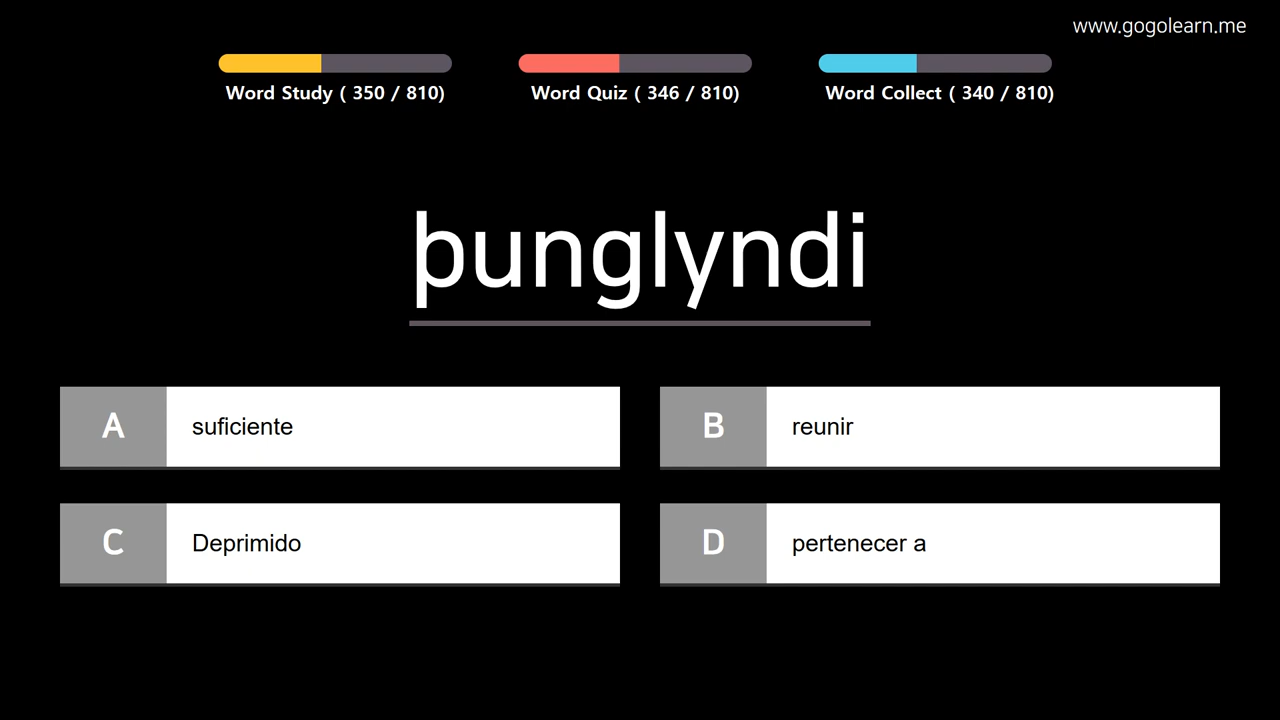 www.gogolearn.me
Word Study ( 350 / 810)
Word Quiz ( 346 / 810)
Word Collect ( 340 / 810)
þunglyndi
A suficiente
B reunir
C Deprimido
D pertenecer a